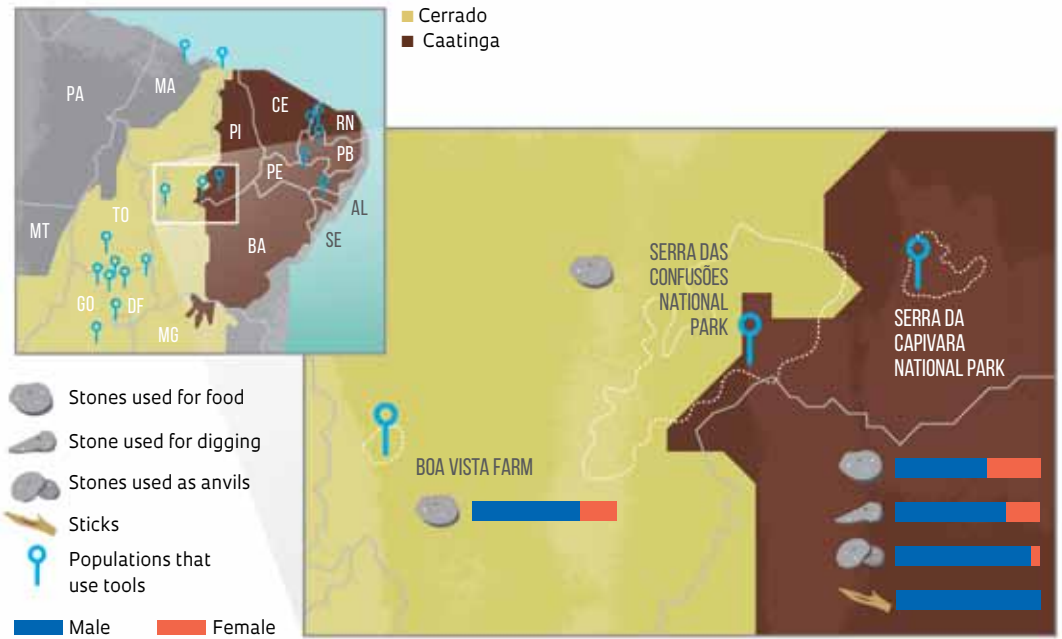 Cerrado
Caatinga
PA
MA
CE
RN
PI
PB
PE
TO
AL
MT
BA
SE
GO
DF
MG
SERRA DAS
CONFUSÕES
NATIONAL
PARK
SERRA DA
CAPIVARA
NATIONAL PARK
BOA VISTA FARM
Stones used for food
Stone used for digging
Stones used as anvils
Sticks
Populations that
use tools
Male
Female